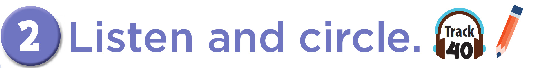 2 Listen and circle. Track 40